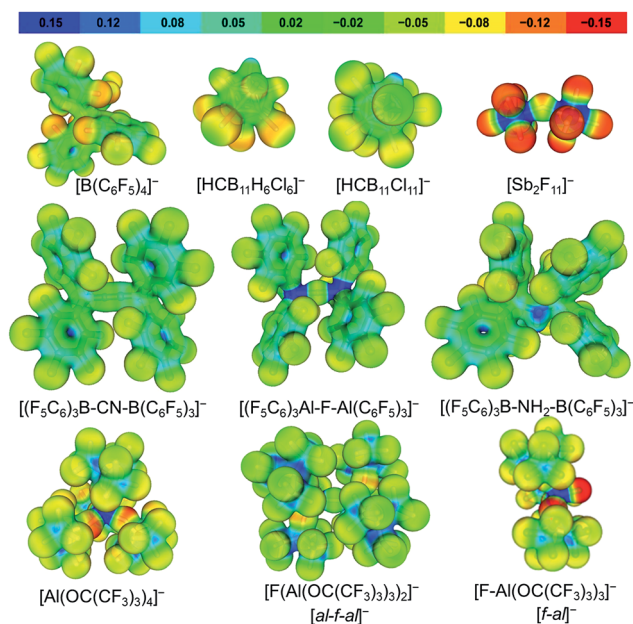 0.15 0.12 0.08 0.05 0.02 −0.02 −0.05 −0.08 −0.12 −0.15
[B(C₆F₅)₄]⁻ [HCB₁₁H₆Cl₆]⁻ [HCB₁₁Cl₁₁]⁻ [Sb₂F₁₁]⁻
[(F₅C₆)₃B-CN-B(C₆F₅)₃]⁻ [(F₅C₆)₃Al-F-Al(C₆F₅)₃]⁻ [(F₅C₆)₃B-NH₂-B(C₆F₅)₃]⁻
[Al(OC(CF₃)₃)₄]⁻ [F(Al(OC(CF₃)₃)₃)₂]⁻ [F-Al(OC(CF₃)₃)₃]⁻
[al-f-al]⁻ [f-al]⁻